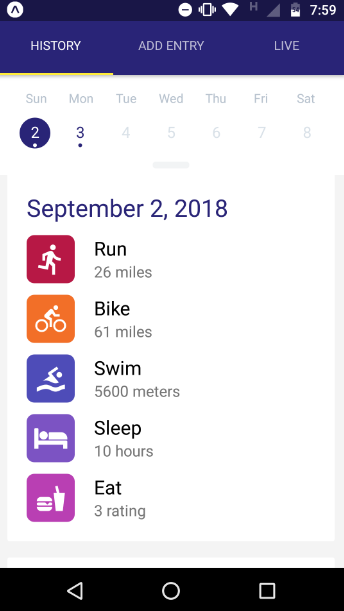 H 7:59
HISTORY ADD ENTRY LIVE
Sun Mon Tue Wed Thu Fri Sat
2 3 4 5 6 7 8
September 2, 2018
Run
26 miles
Bike
61 miles
Swim
5600 meters
Sleep
10 hours
Eat
3 rating